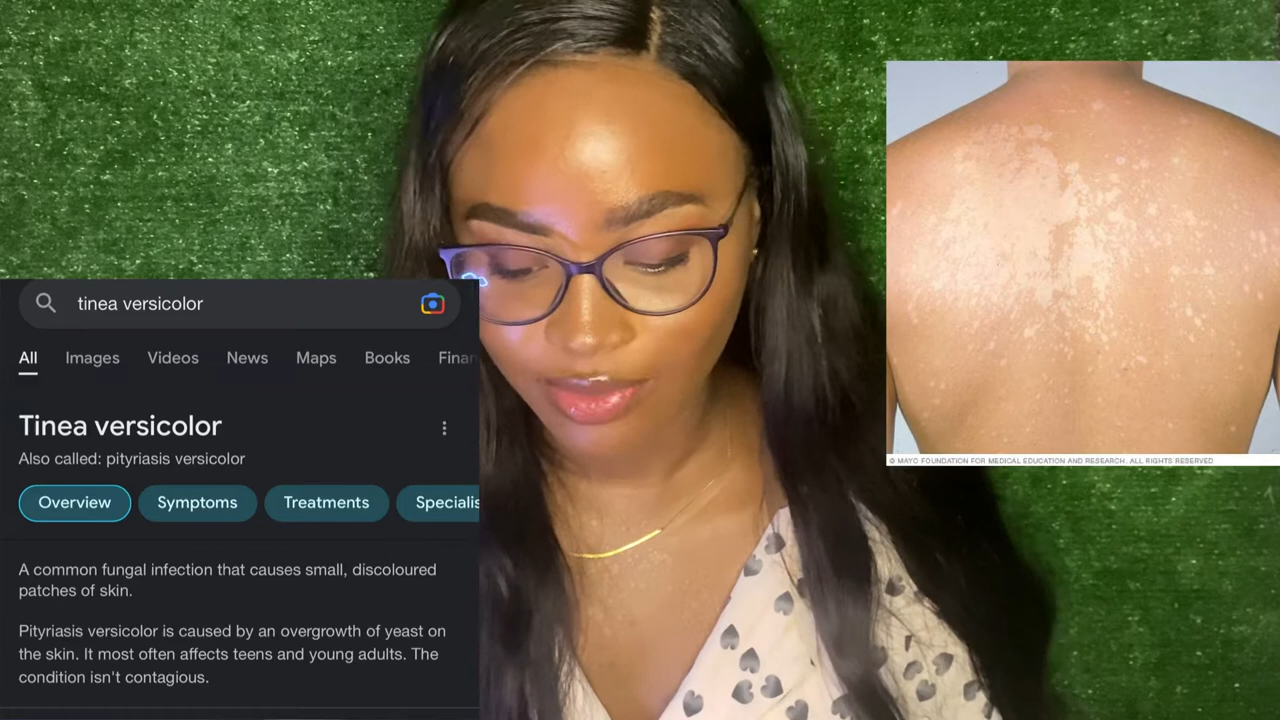 tinea versicolor
All Images Videos News Maps Books Finan
Tinea versicolor
Also called: pityriasis versicolor
Overview Symptoms Treatments Specialis
A common fungal infection that causes small, discoloured
patches of skin.
Pityriasis versicolor is caused by an overgrowth of yeast on
the skin. It most often affects teens and young adults. The
condition isn't contagious.
© MAYO FOUNDATION FOR MEDICAL EDUCATION AND RESEARCH. ALL RIGHTS RESERVED